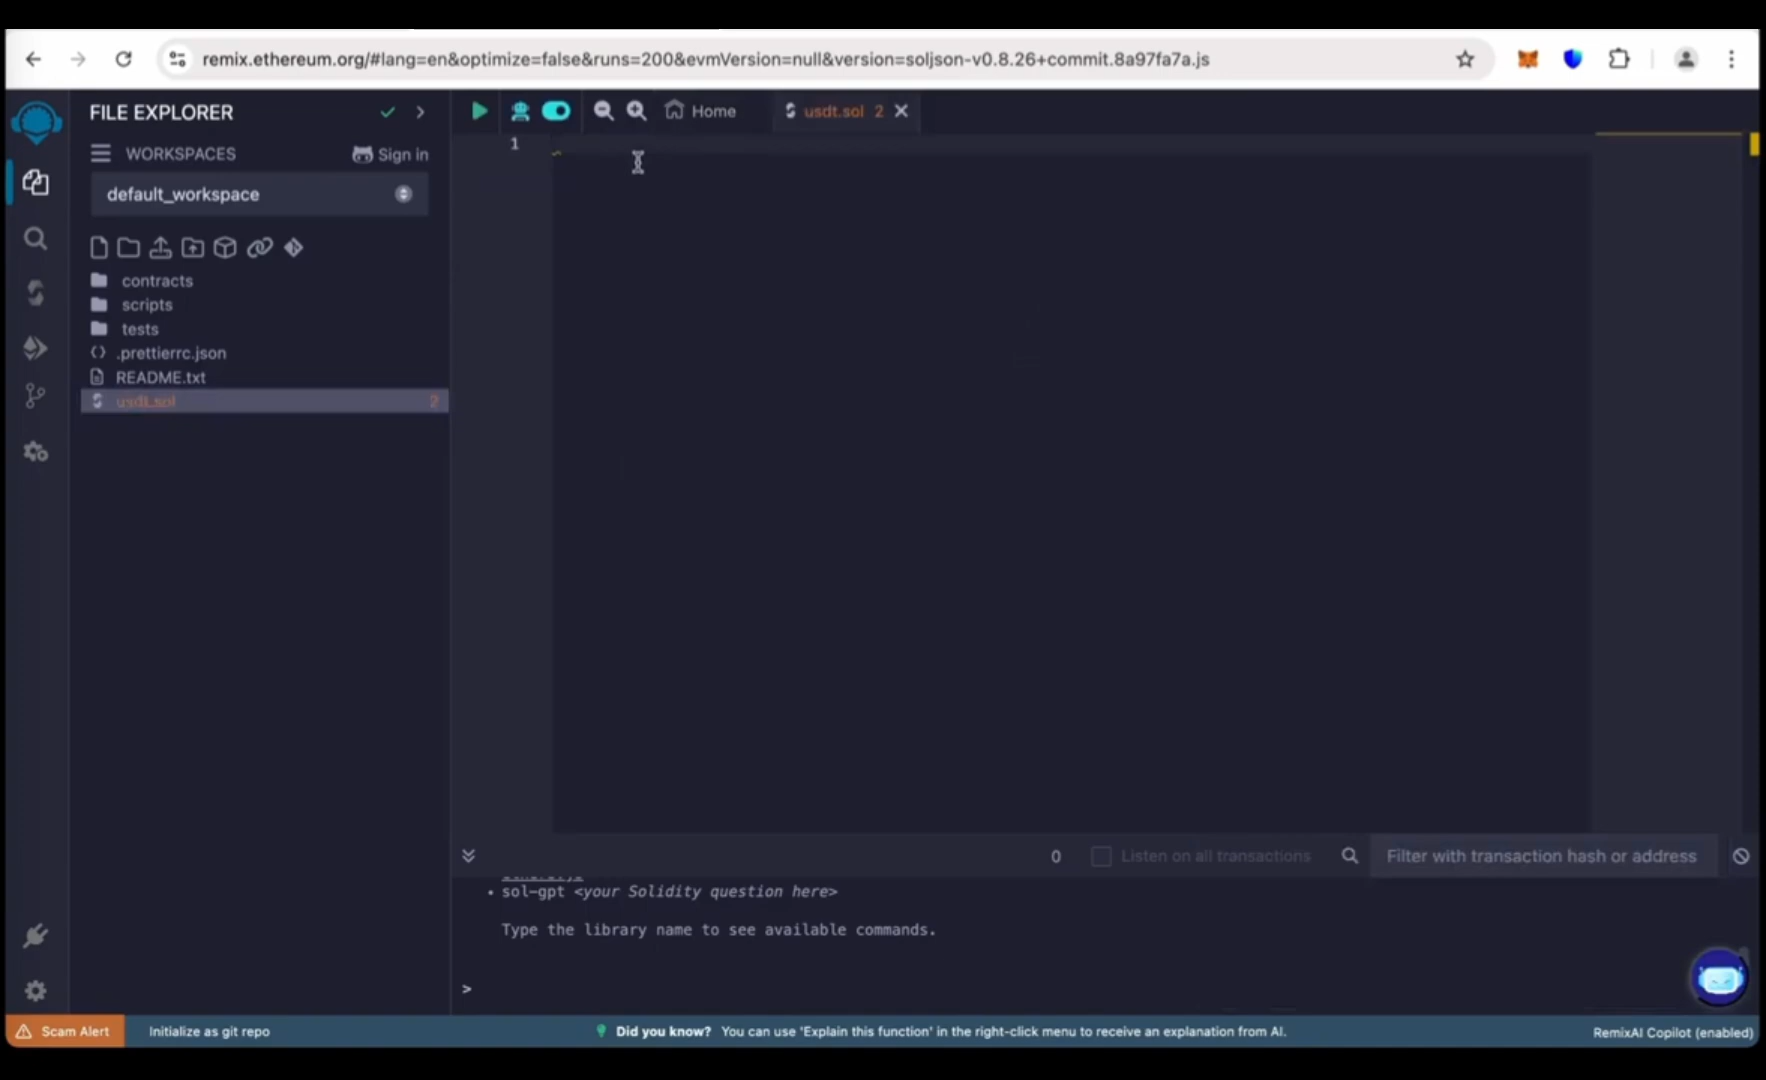 remix.ethereum.org/#lang=en&optimize=false&runs=200&evmVersion=null&version=soljson-v0.8.26+commit.8a97fa7a.js
FILE EXPLORER
Home
usdt.sol 2
WORKSPACES
Sign in
1
default_workspace
contracts
scripts
tests
.prettierrc.json
README.txt
usdt.sol 2
0
Listen on all transactions
Filter with transaction hash or address
• sol-gpt <your Solidity question here>
Type the library name to see available commands.
>
Scam Alert
Initialize as git repo
Did you know? You can use 'Explain this function' in the right-click menu to receive an explanation from AI.
RemixAI Copilot (enabled)